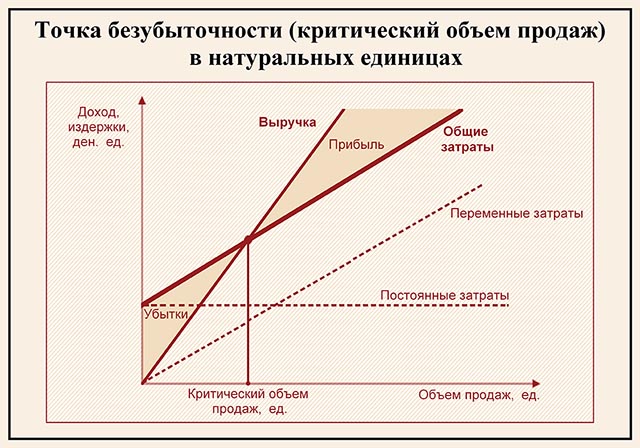 Точка безубыточности (критический объем продаж)
в натуральных единицах
Доход,
издержки,
ден. ед.
Выручка
Прибыль
Общие
затраты
Переменные затраты
Постоянные затраты
Убытки
Критический объем
продаж, ед.
Объем продаж, ед.